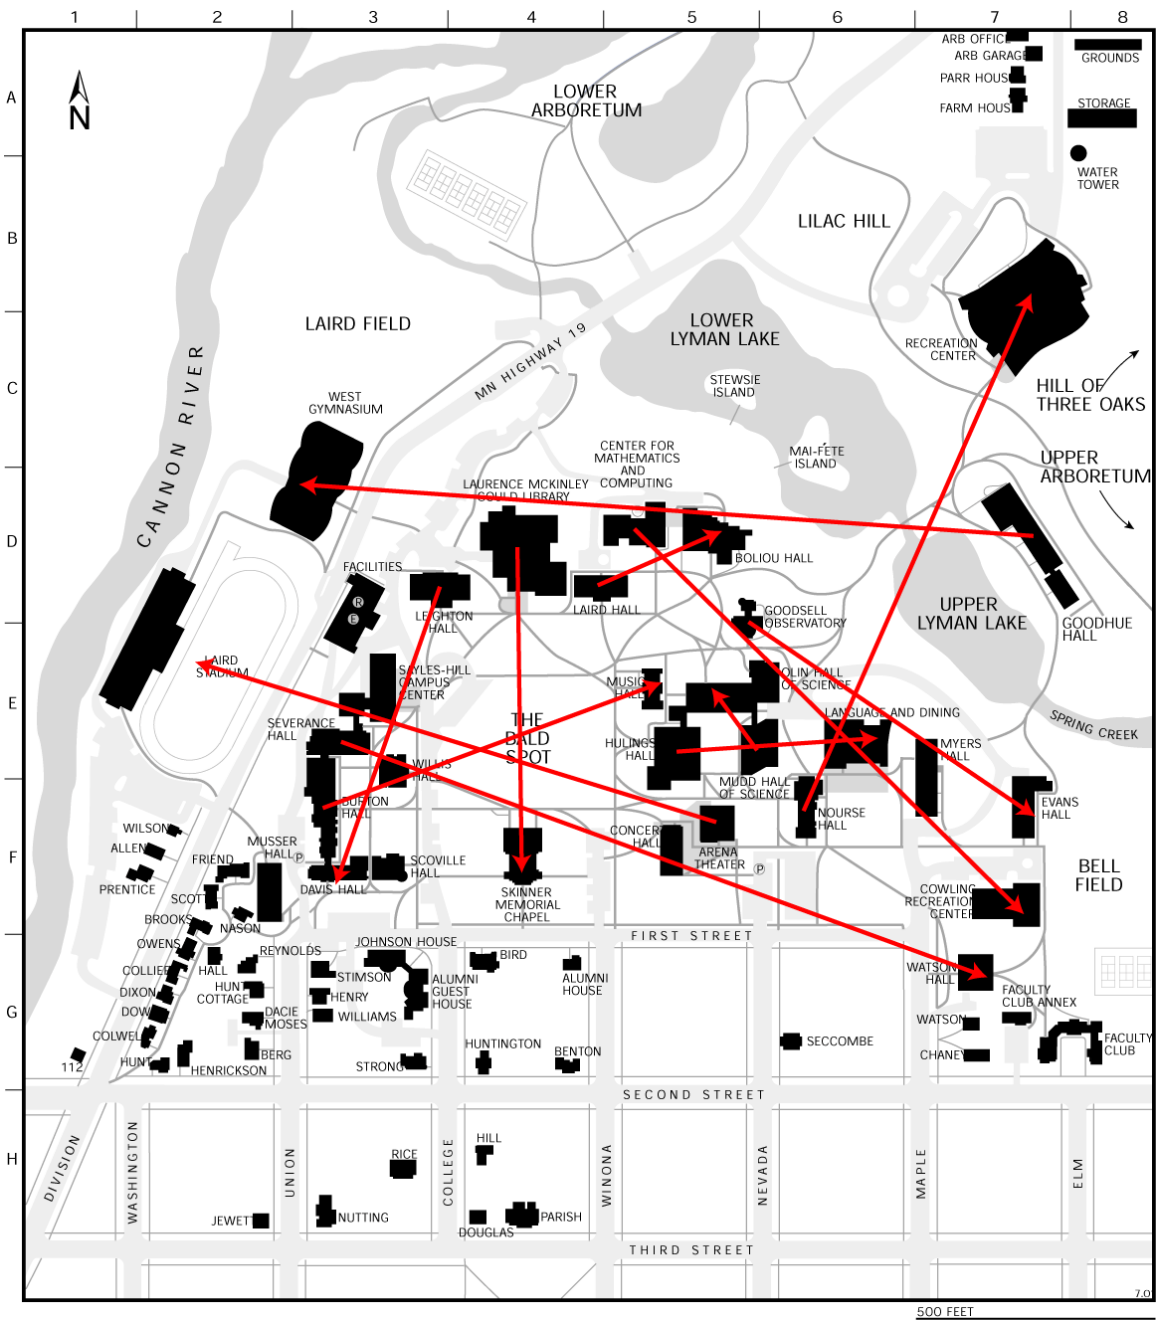 1 2 3 4 5 6 7 8
A
B
C
D
E
F
G
H
N
ARB OFFICE
ARB GARAGE
PARR HOUS
FARM HOUS
GROUNDS
STORAGE
WATER
TOWER
LOWER
ARBORETUM
LILAC HILL
LAIRD FIELD
LOWER
LYMAN LAKE
RECREATION
CENTER
MN HIGHWAY 19
CANNON RIVER
STEWSIE
ISLAND
HILL OF
THREE OAKS
WEST
GYMNASIUM
MAI-FÉTE
ISLAND
CENTER FOR
MATHEMATICS
AND
COMPUTING
UPPER
ARBORETUM
LAURENCE MCKINLEY
GOULD LIBRARY
BOLIOU HALL
FACILITIES
R
E
LEIGHTON
HALL
LAIRD HALL
GOODSELL
OBSERVATORY
UPPER
LYMAN LAKE
GOODHUE
HALL
LAIRD
STADIUM
SAYLES-HILL
CAMPUS
CENTER
MUSIC
HALL
OLIN HALL
OF SCIENCE
LANGUAGE AND DINING
SPRING CREEK
SEVERANCE
HALL
THE
BALD
SPOT
HULINGS
HALL
MYERS
HALL
WILLIS
HALL
MUDD HALL
OF SCIENCE
BURTON
HALL
NOURSE
HALL
EVANS
HALL
WILSON
ALLEN
PRENTICE
FRIEND
MUSSER
HALL
P
DAVIS HALL
SCOVILLE
HALL
CONCERT
HALL
ARENA
THEATER
P
BELL
FIELD
SCOTT
NASON
SKINNER
MEMORIAL
CHAPEL
COWLING
RECREATION
CENTER
BROOKS
FIRST STREET
OWENS
COLLIER
HALL
REYNOLDS
JOHNSON HOUSE
STIMSON
BIRD
ALUMNI
HOUSE
WATSON
HALL
HUNT
COTTAGE
HENRY
ALUMNI
GUEST
HOUSE
DIXON
DOW
DACIE
MOSES
WILLIAMS
FACULTY
CLUB ANNEX
WATSON
COLWELL
BERG
HUNTINGTON
BENTON
SECCOMBE
FACULTY
CLUB
CHANEY
112
HUNT
HENRICKSON
STRONG
SECOND STREET
DIVISION
WASHINGTON
UNION
COLLEGE
WINONA
NEVADA
MAPLE
ELM
RICE
HILL
JEWETT
NUTTING
DOUGLAS
PARISH
THIRD STREET
7.0
500 FEET